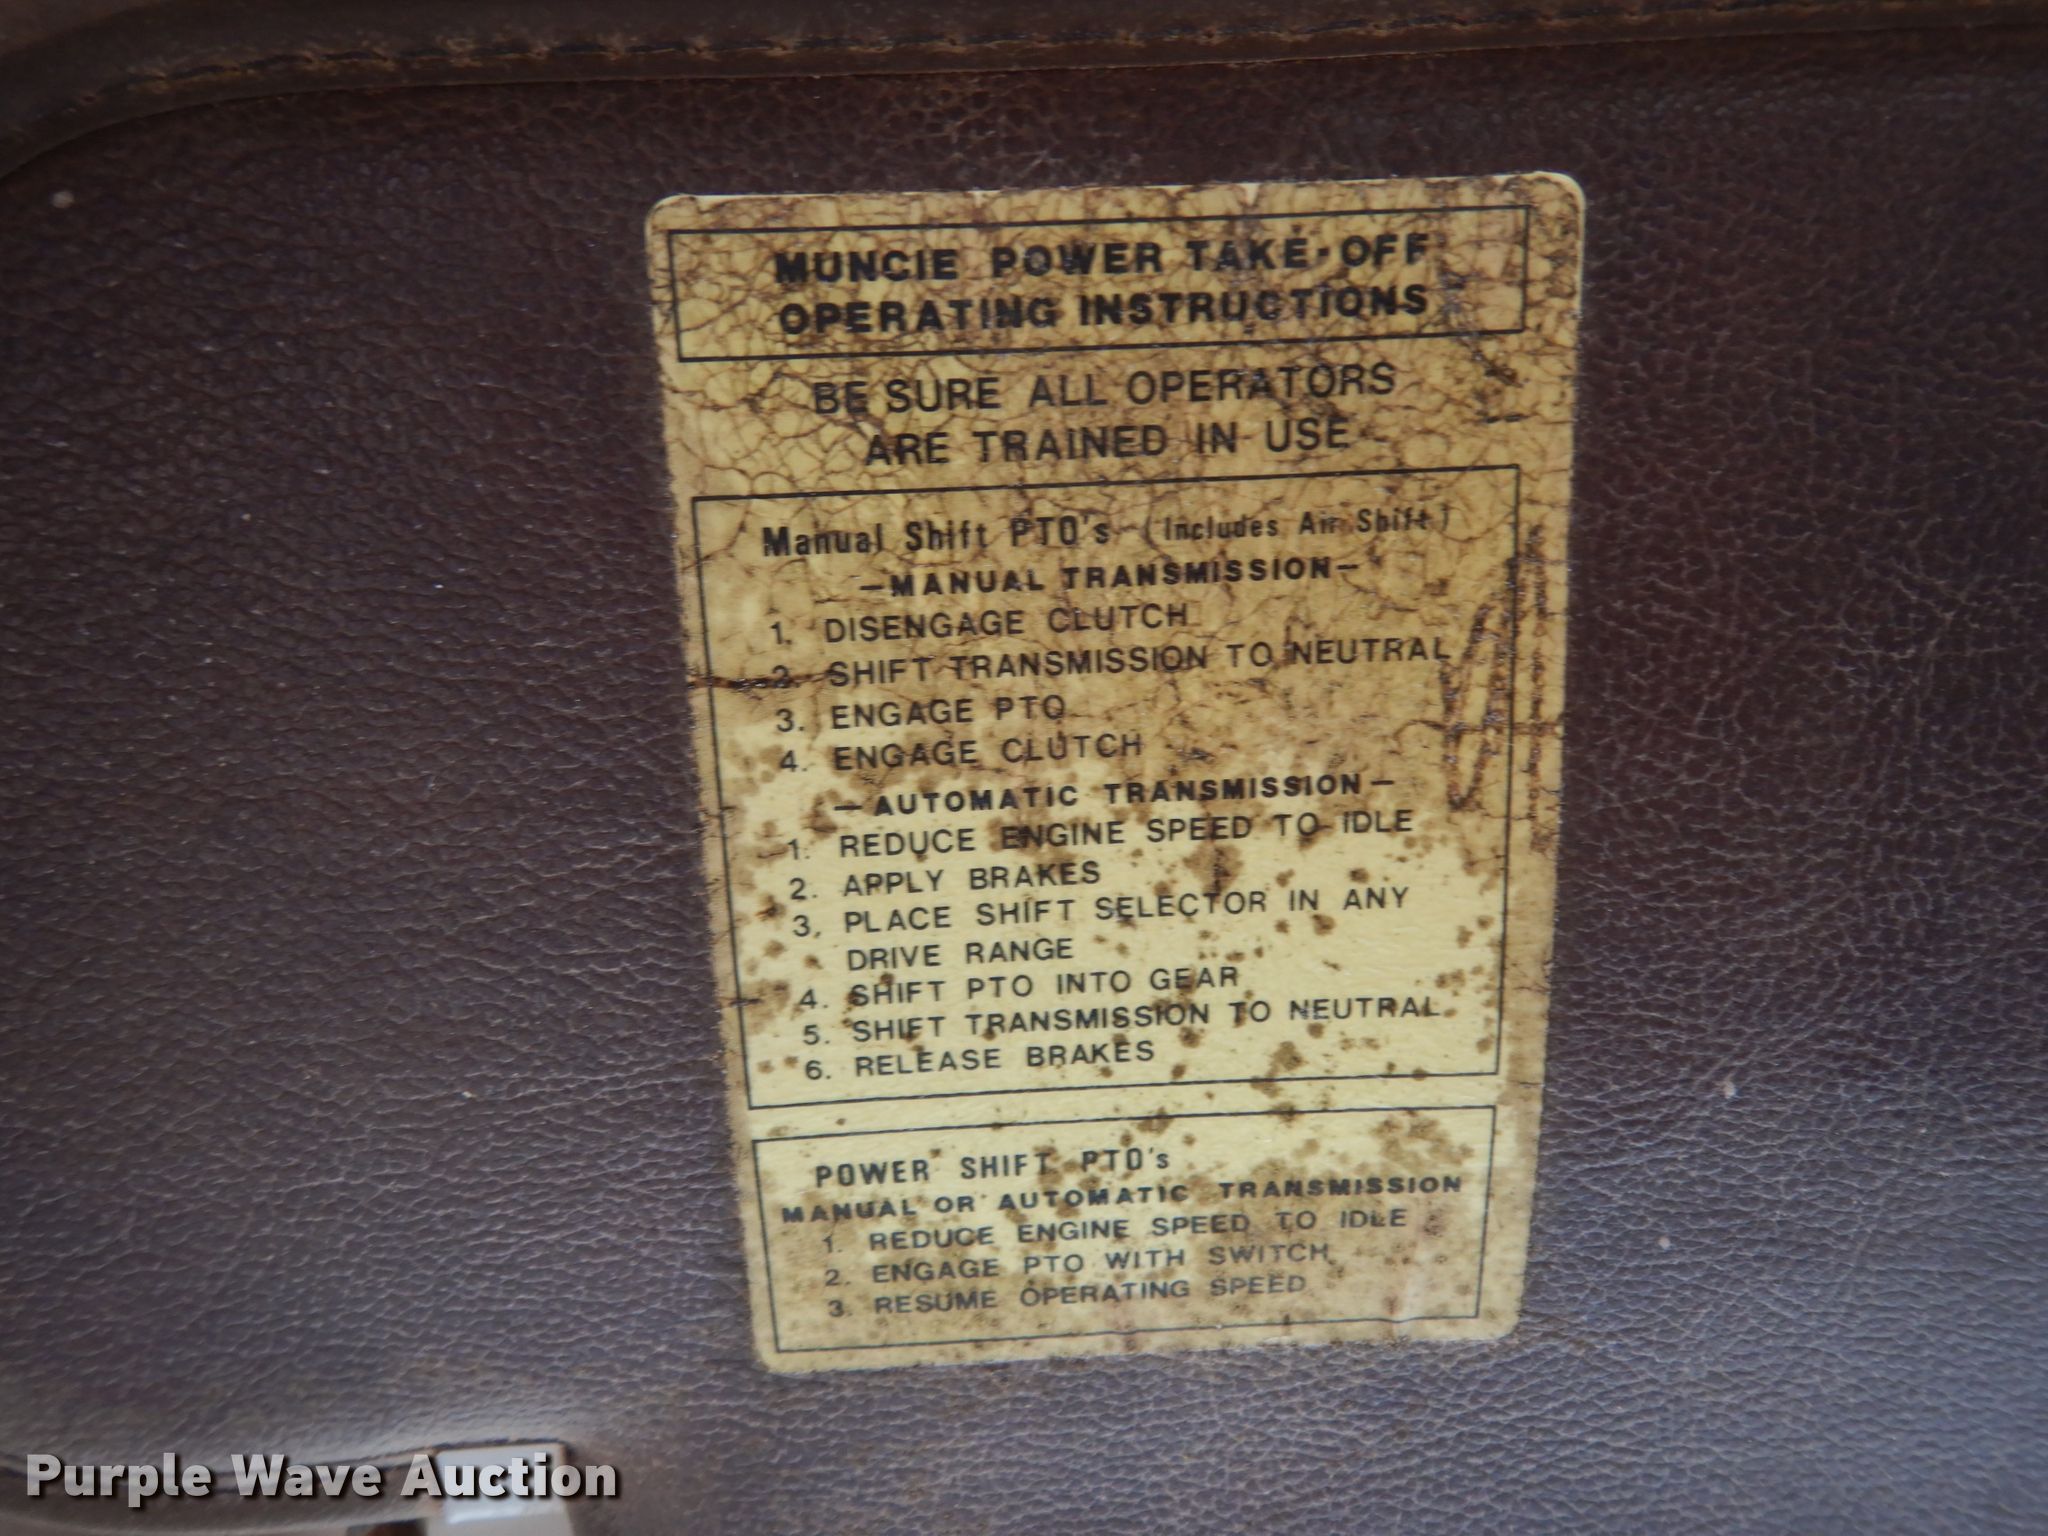 MUNCIE POWER TAKE-OFF
OPERATING INSTRUCTIONS
BE SURE ALL OPERATORS
ARE TRAINED IN USE
Manual Shift PTO's (Includes Air Shift)
—MANUAL TRANSMISSION—
1. DISENGAGE CLUTCH
2. SHIFT TRANSMISSION TO NEUTRAL
3. ENGAGE PTO
4. ENGAGE CLUTCH
— AUTOMATIC TRANSMISSION —
1. REDUCE ENGINE SPEED TO IDLE
2. APPLY BRAKES
3. PLACE SHIFT SELECTOR IN ANY
DRIVE RANGE
4. SHIFT PTO INTO GEAR
5. SHIFT TRANSMISSION TO NEUTRAL
6. RELEASE BRAKES
POWER SHIFT PTO's
MANUAL OR AUTOMATIC TRANSMISSION
1. REDUCE ENGINE SPEED TO IDLE
2. ENGAGE PTO WITH SWITCH
3. RESUME OPERATING SPEED
Purple Wave Auction